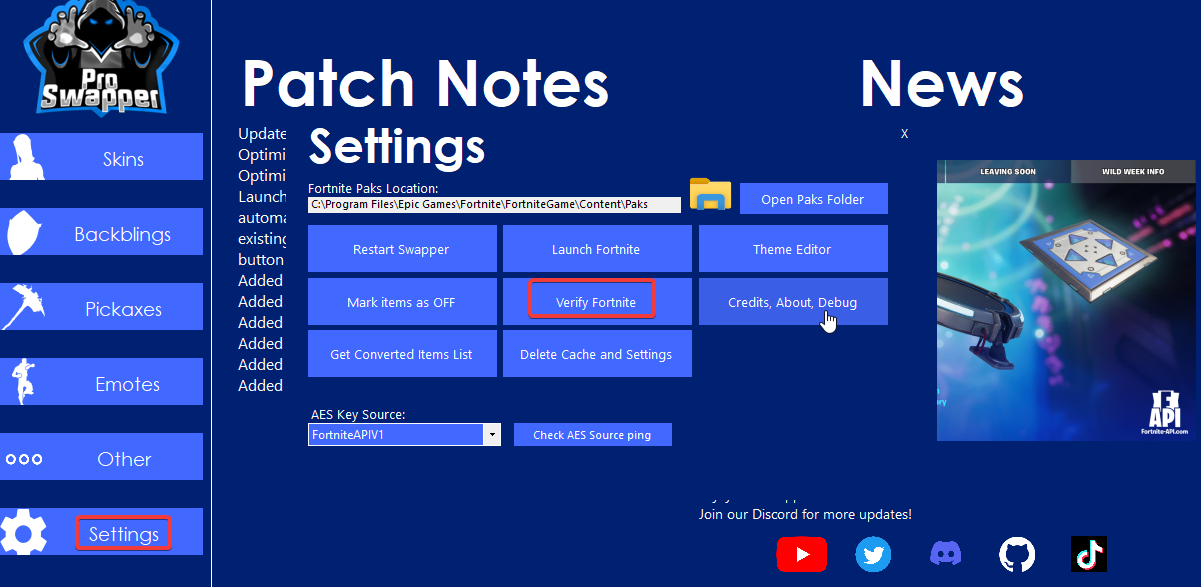 Pro
Swapper
Skins
Backblings
Pickaxes
Emotes
Other
Settings
Patch Notes
News
Update
Optimi
Optimi
Launch
automa
existing
button
Added
Added
Added
Added
Added
Added
Settings
X
Fortnite Paks Location:
C:\Program Files\Epic Games\Fortnite\FortniteGame\Content\Paks
Open Paks Folder
Restart Swapper
Launch Fortnite
Theme Editor
Mark items as OFF
Verify Fortnite
Credits, About, Debug
Get Converted Items List
Delete Cache and Settings
AES Key Source:
FortniteAPIV1
Check AES Source ping
LEAVING SOON
WILD WEEK INFO
API
Fortnite-API.com
Join our Discord for more updates!